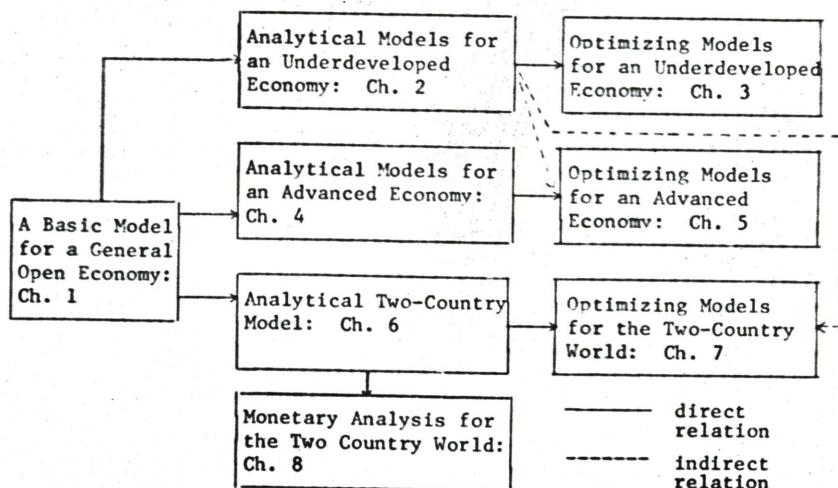 Analytical Models for
an Underdeveloped
Economy: Ch. 2
Optimizing Models
for an Underdeveloped
Economy: Ch. 3
Analytical Models for
an Advanced Economy:
Ch. 4
Optimizing Models
for an Advanced
Economy: Ch. 5
A Basic Model
for a General
Open Economy:
Ch. 1
Analytical Two-Country
Model: Ch. 6
Optimizing Models
for the Two-Country
World: Ch. 7
Monetary Analysis for
the Two Country World:
Ch. 8
direct
relation
indirect
relation